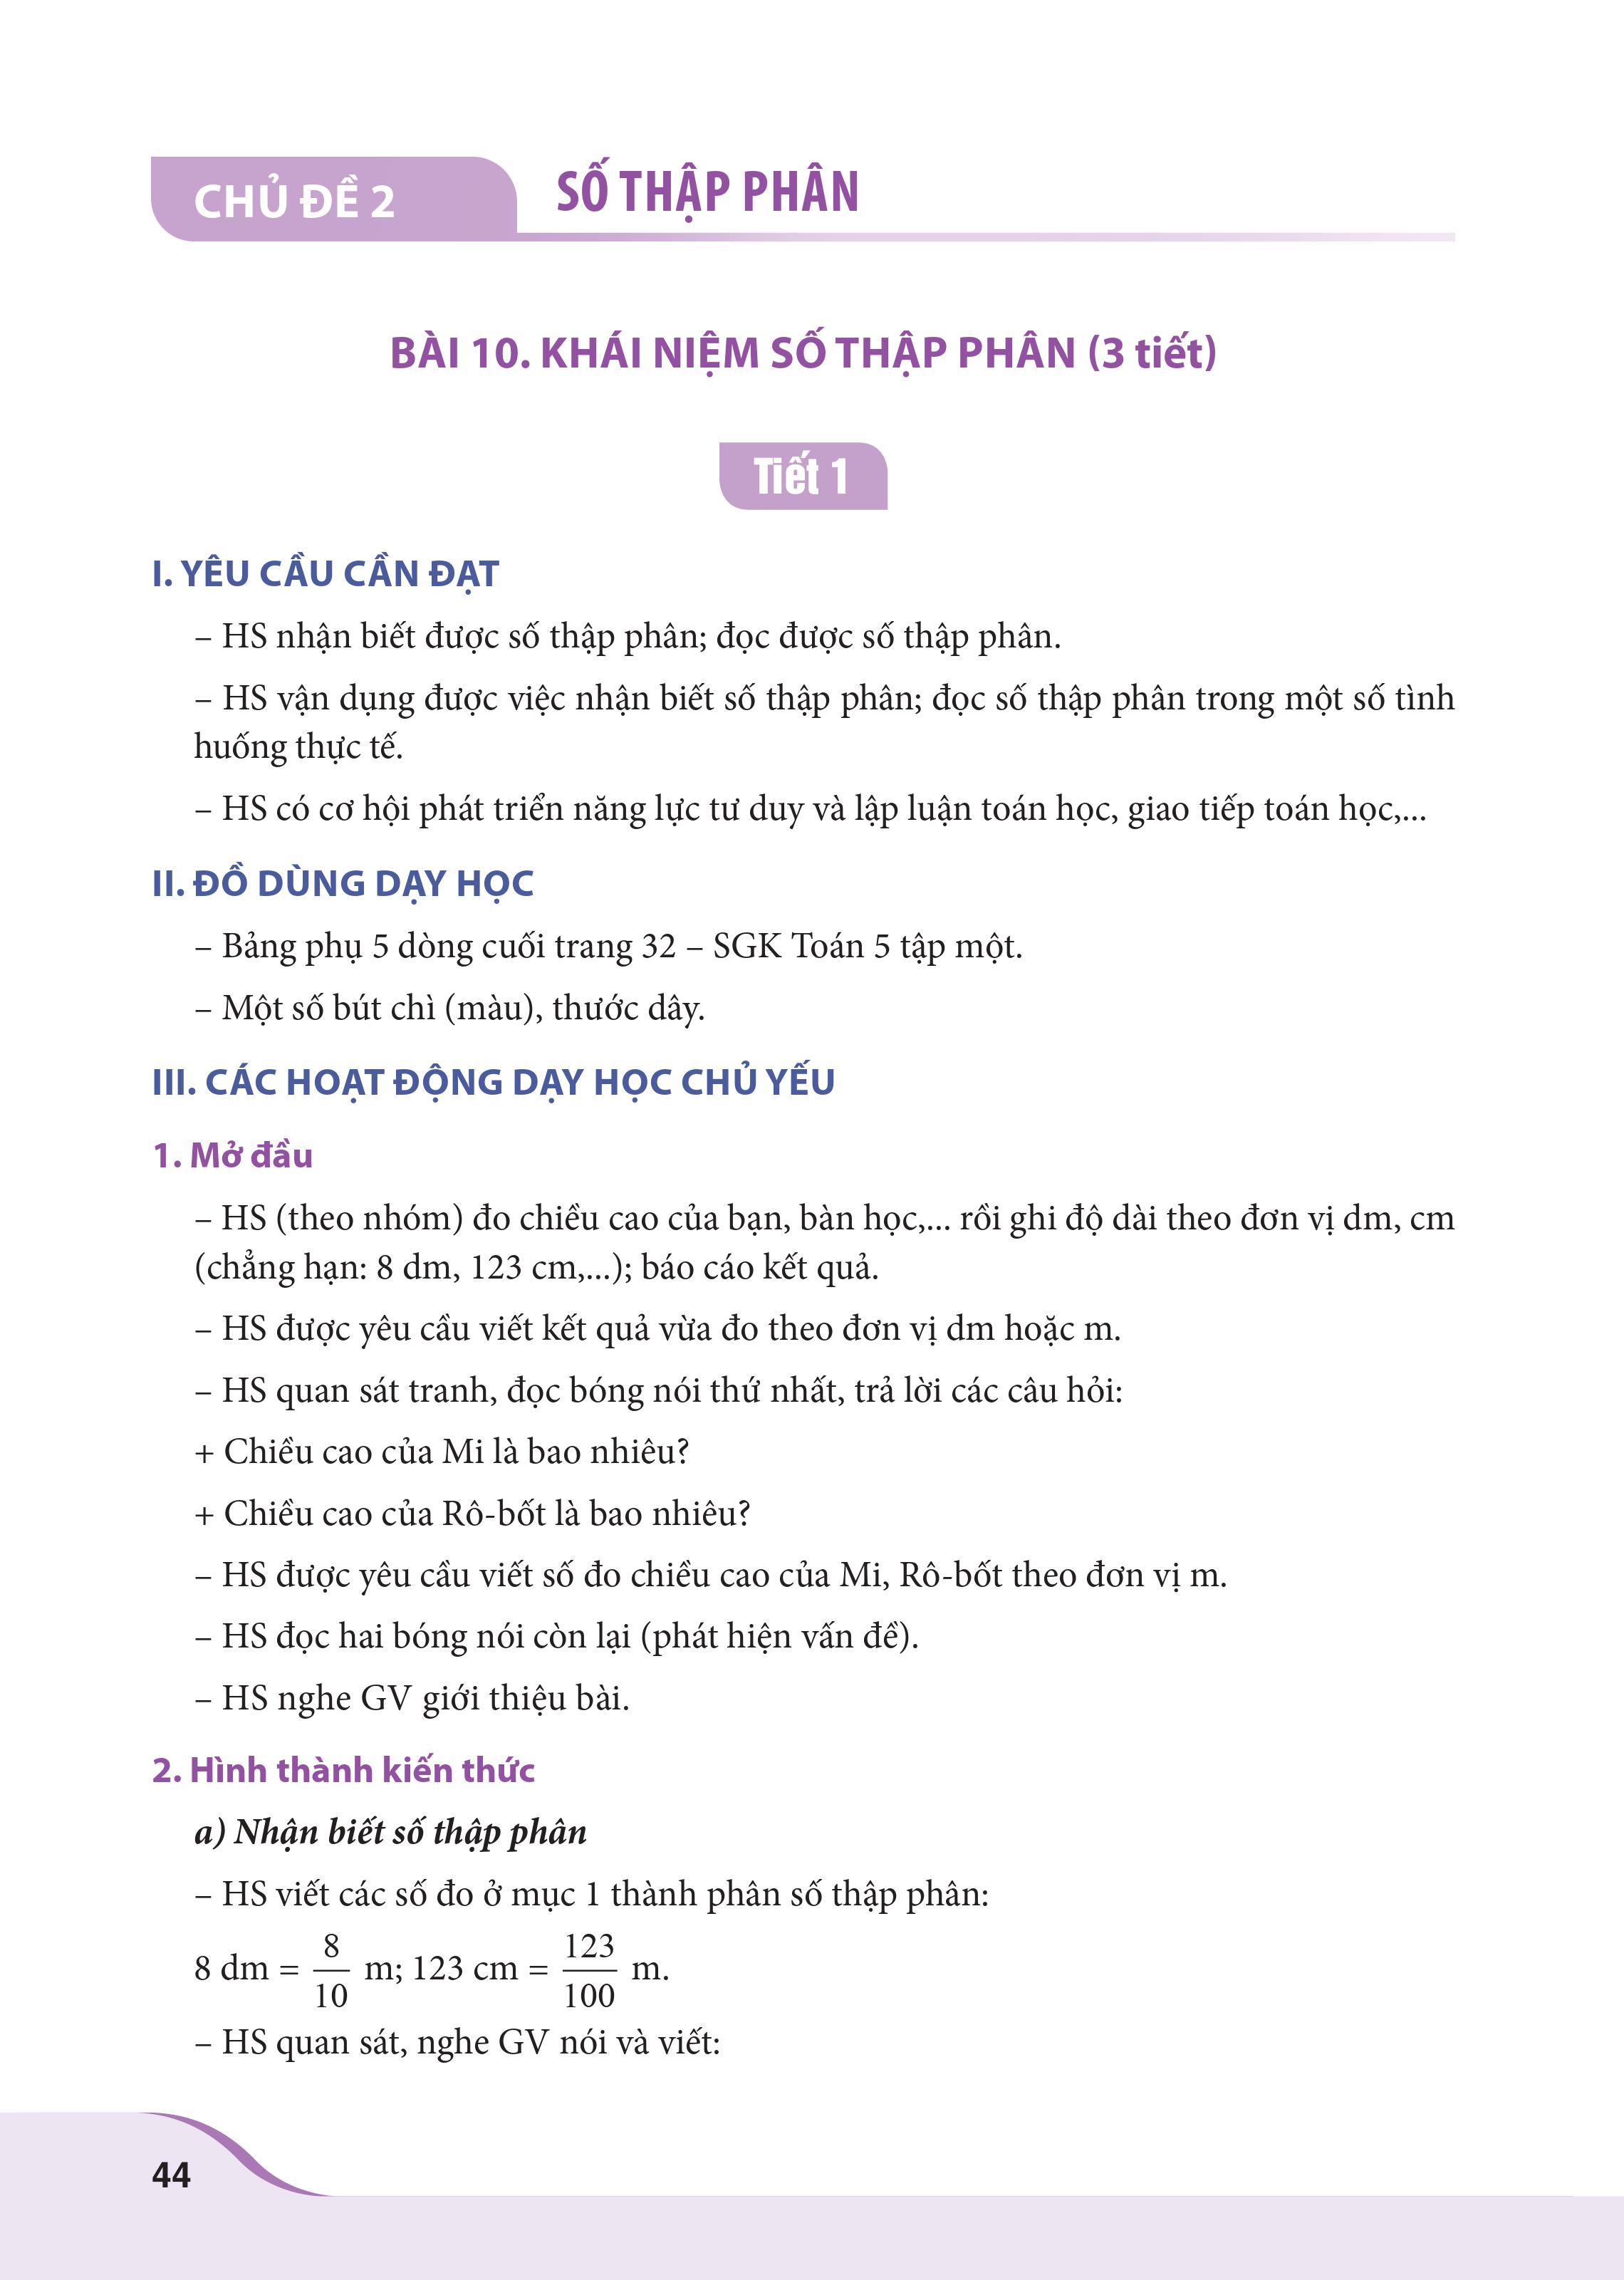 CHỦ ĐỀ 2
SỐ THẬP PHÂN
BÀI 10. KHÁI NIỆM SỐ THẬP PHÂN (3 tiết)
Tiết 1
I. YÊU CẦU CẦN ĐẠT
– HS nhận biết được số thập phân; đọc được số thập phân.
– HS vận dụng được việc nhận biết số thập phân; đọc số thập phân trong một số tình
huống thực tế.
– HS có cơ hội phát triển năng lực tư duy và lập luận toán học, giao tiếp toán học,...
II. ĐỒ DÙNG DẠY HỌC
– Bảng phụ 5 dòng cuối trang 32 – SGK Toán 5 tập một.
– Một số bút chì (màu), thước dây.
III. CÁC HOẠT ĐỘNG DẠY HỌC CHỦ YẾU
1. Mở đầu
– HS (theo nhóm) đo chiều cao của bạn, bàn học,... rồi ghi độ dài theo đơn vị dm, cm
(chẳng hạn: 8 dm, 123 cm,...); báo cáo kết quả.
– HS được yêu cầu viết kết quả vừa đo theo đơn vị dm hoặc m.
– HS quan sát tranh, đọc bóng nói thứ nhất, trả lời các câu hỏi:
+ Chiều cao của Mi là bao nhiêu?
+ Chiều cao của Rô-bốt là bao nhiêu?
– HS được yêu cầu viết số đo chiều cao của Mi, Rô-bốt theo đơn vị m.
– HS đọc hai bóng nói còn lại (phát hiện vấn đề).
– HS nghe GV giới thiệu bài.
2. Hình thành kiến thức
a) Nhận biết số thập phân
– HS viết các số đo ở mục 1 thành phân số thập phân:
8 dm = 8/10 m; 123 cm = 123/100 m.
– HS quan sát, nghe GV nói và viết:
44